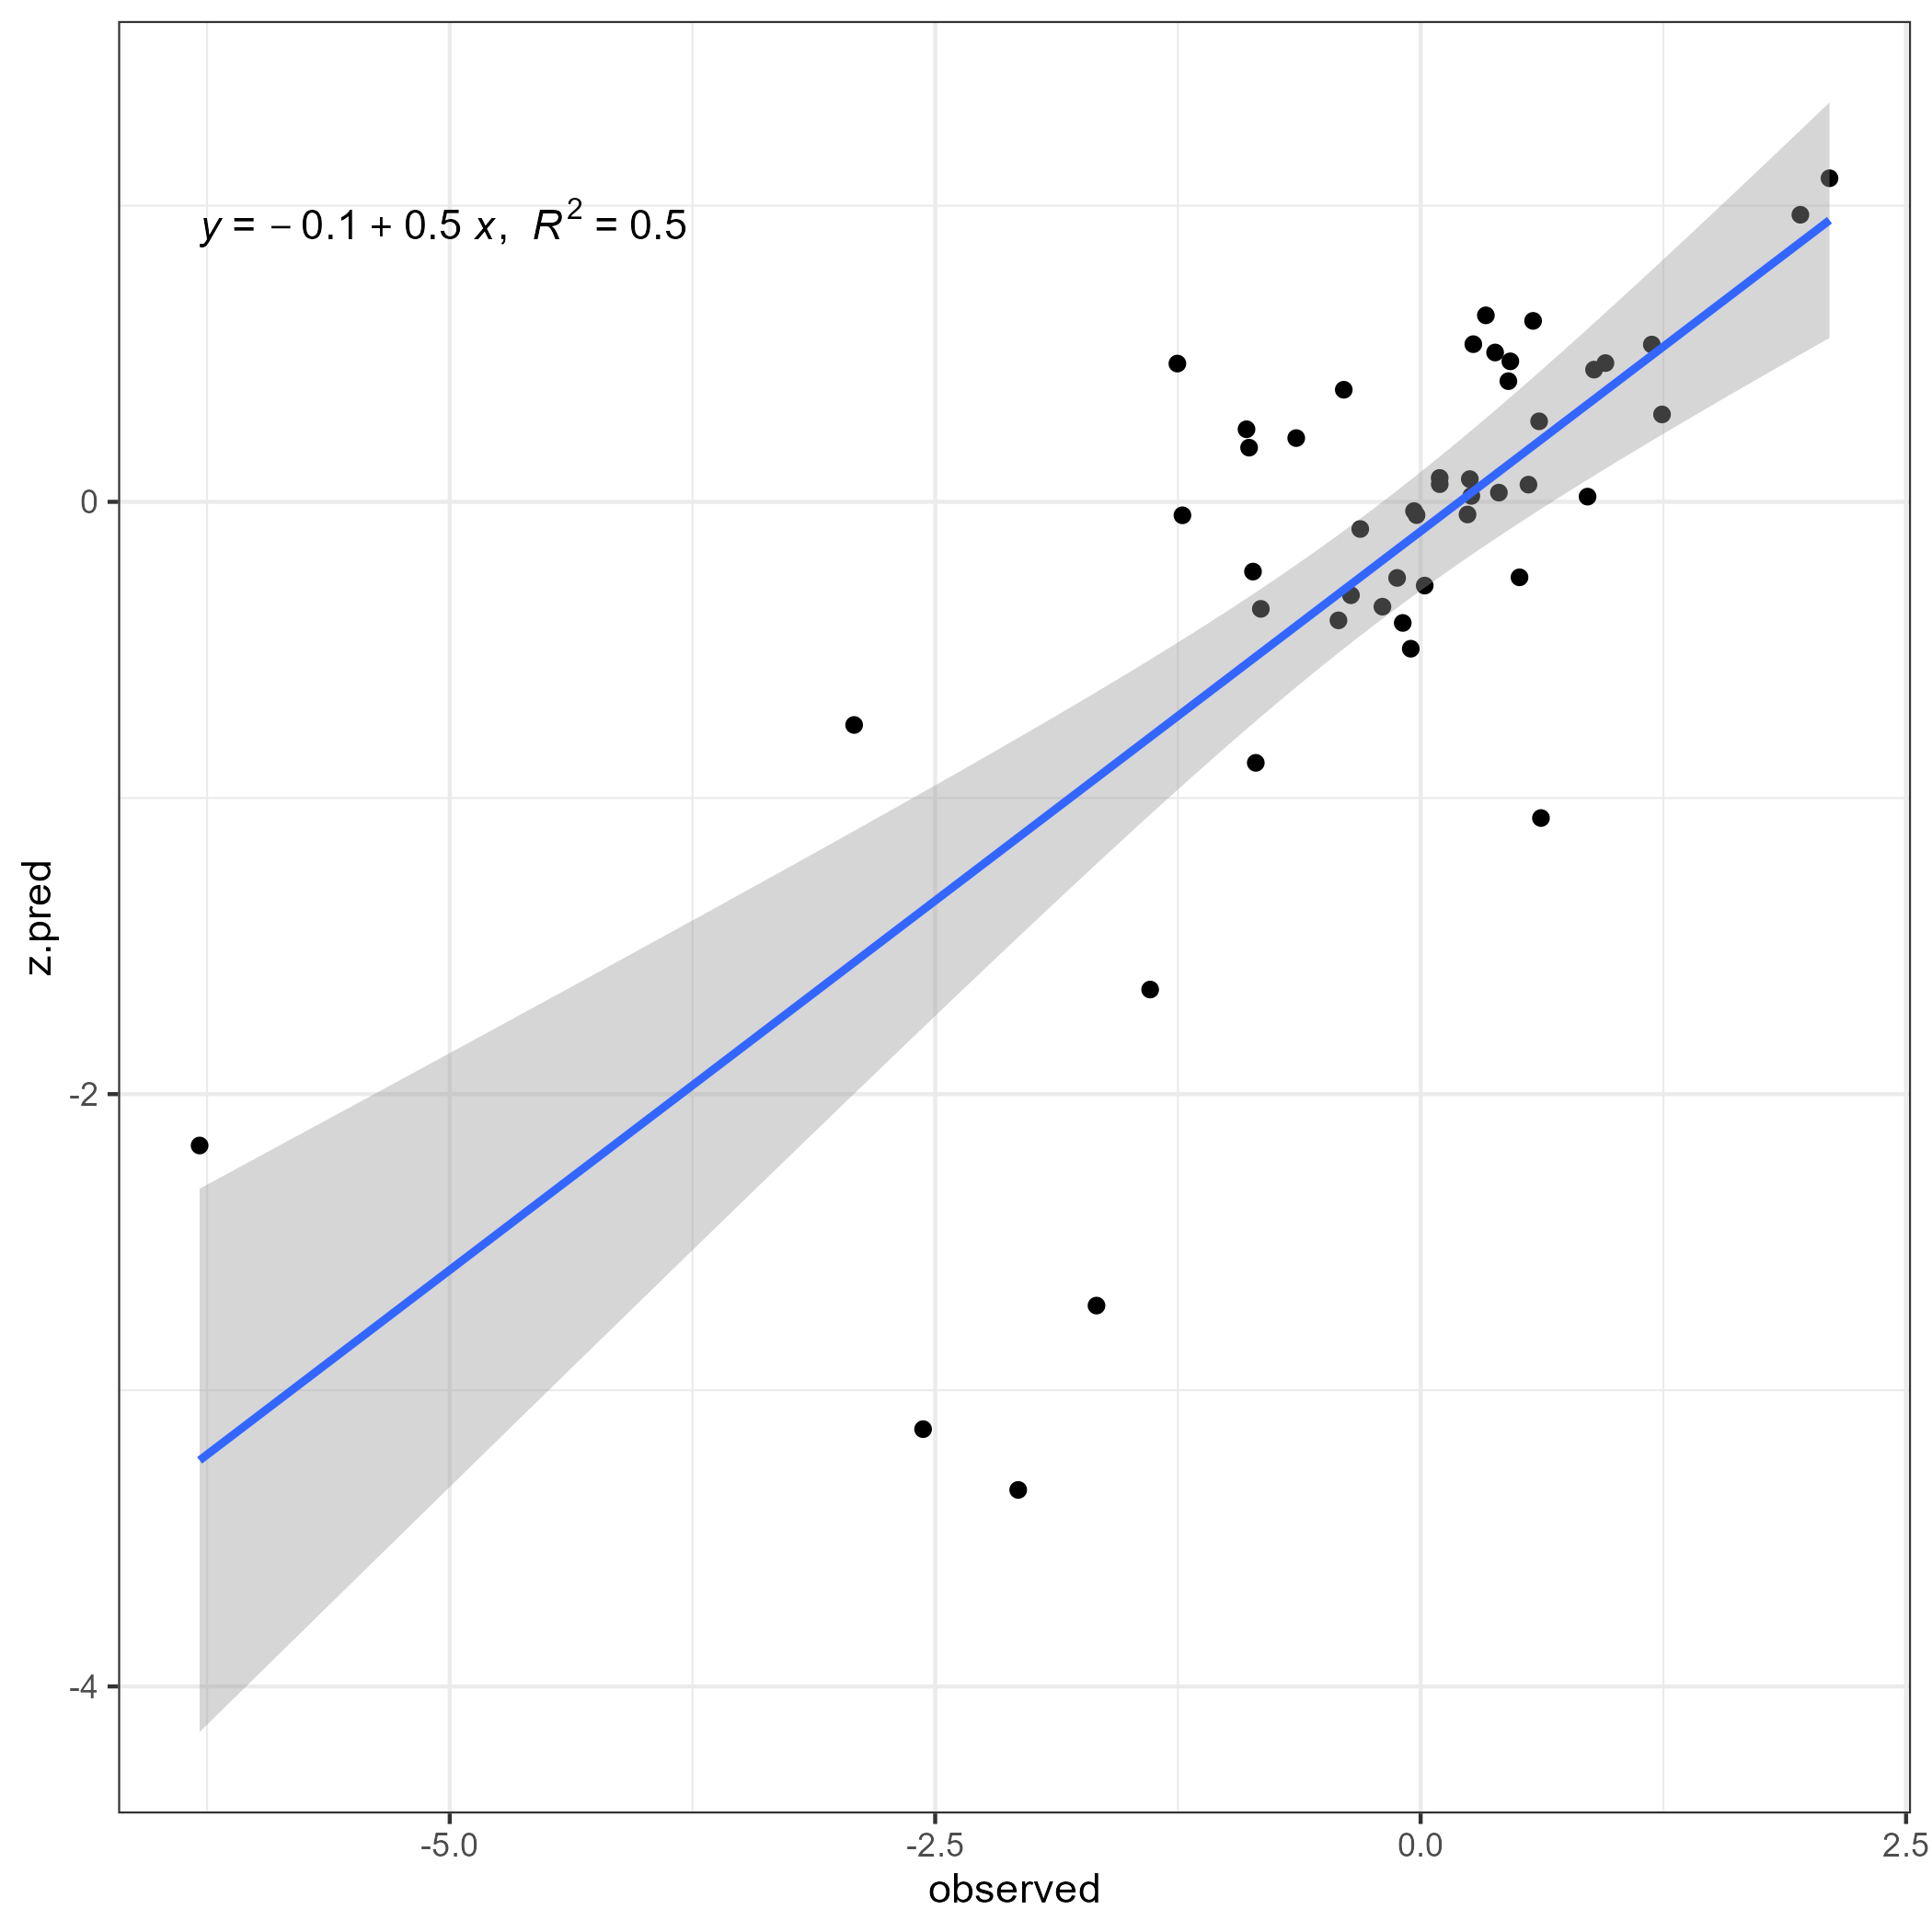 y = − 0.1 + 0.5 x, R² = 0.5
0
-2
-4
z.pred
-5.0 -2.5 0.0 2.5
observed